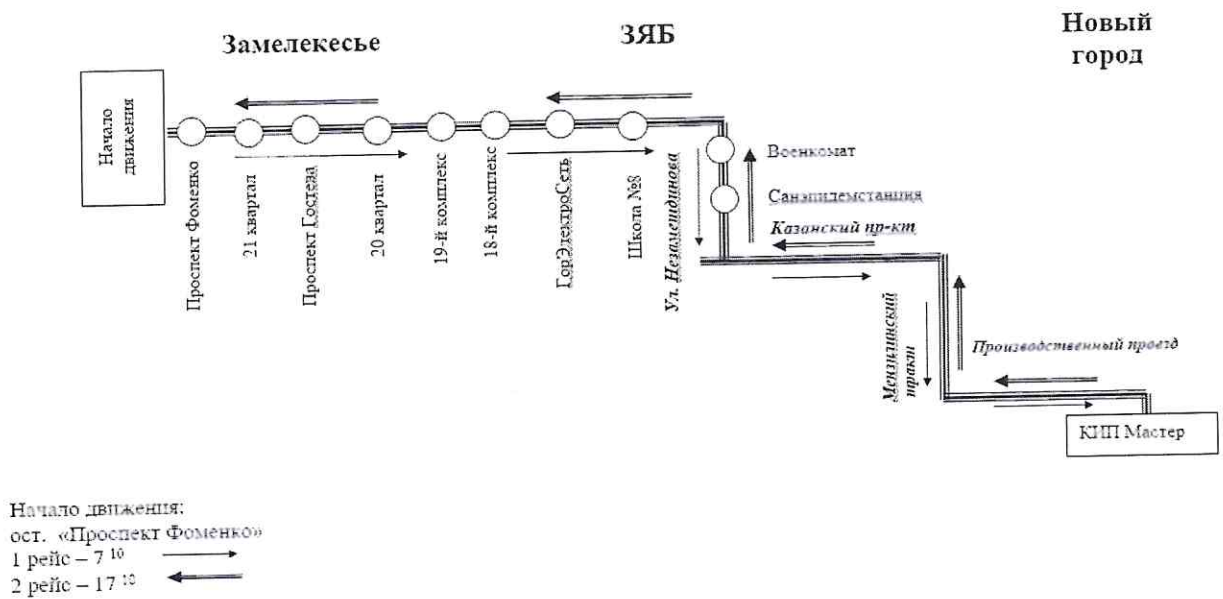 Замелекесье
ЗЯБ
Новый
город
Начало
движения
Проспект Фоменко
21 квартал
Проспект Гостева
20 квартал
19-й комплекс
18-й комплекс
ГорЭлектроСеть
Школа №8
Ул. Незаметдинова
Военкомат
Санэпидемстанция
Казанский пр-кт
Мензилинский
тракт
Производственный проезд
КИП Мастер
Начало движения:
ост. «Проспект Фоменко»
1 рейс – 7 10
2 рейс – 17 10